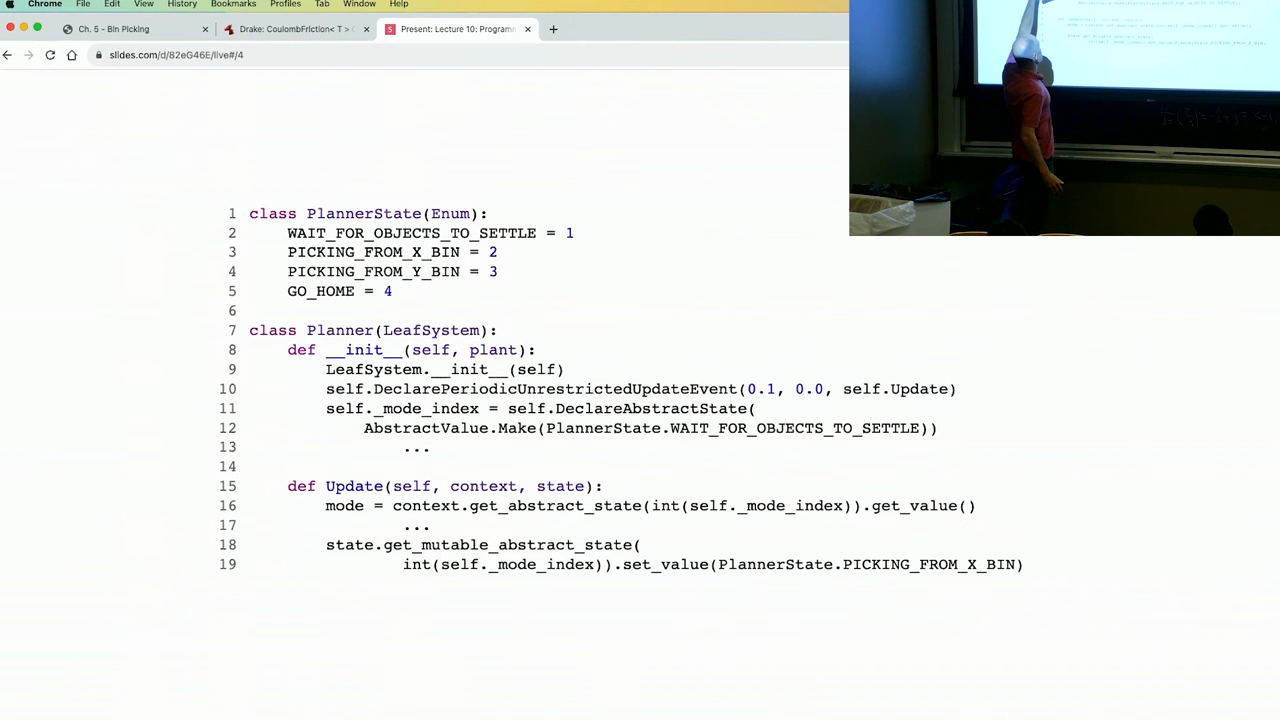 Chrome File Edit View History Bookmarks Profiles Tab Window Help
Ch. 5 - Bin Picking
Drake: CoulombFriction< T > C
Present: Lecture 10: Programm
slides.com/d/82eG46E/live#/4
1 class PlannerState(Enum):
2 WAIT_FOR_OBJECTS_TO_SETTLE = 1
3 PICKING_FROM_X_BIN = 2
4 PICKING_FROM_Y_BIN = 3
5 GO_HOME = 4
6
7 class Planner(LeafSystem):
8 def __init__(self, plant):
9 LeafSystem.__init__(self)
10 self.DeclarePeriodicUnrestrictedUpdateEvent(0.1, 0.0, self.Update)
11 self._mode_index = self.DeclareAbstractState(
12 AbstractValue.Make(PlannerState.WAIT_FOR_OBJECTS_TO_SETTLE))
13 ...
14
15 def Update(self, context, state):
16 mode = context.get_abstract_state(int(self._mode_index)).get_value()
17 ...
18 state.get_mutable_abstract_state(
19 int(self._mode_index)).set_value(PlannerState.PICKING_FROM_X_BIN)